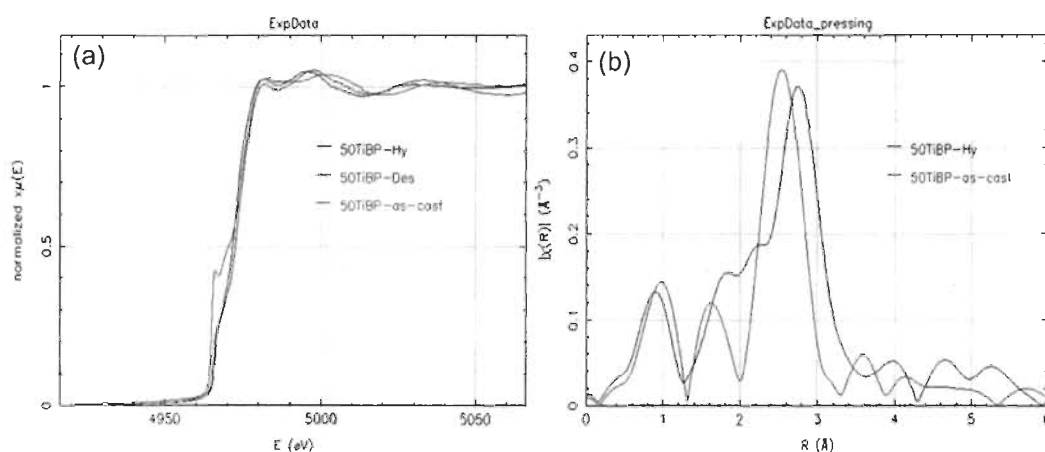 ExpData
(a)
normalized xμ(E)
1
0.5
0
50TiBP-Hy
50TiBP-Des
50TiBP-as-cast
4950
5000
5050
E (eV)
ExpData_pressing
(b)
|χ(R)| (Å⁻³)
0.4
0.3
0.2
0.1
0
50TiBP-Hy
50TiBP-as-cast
0
1
2
3
4
5
6
R (Å)